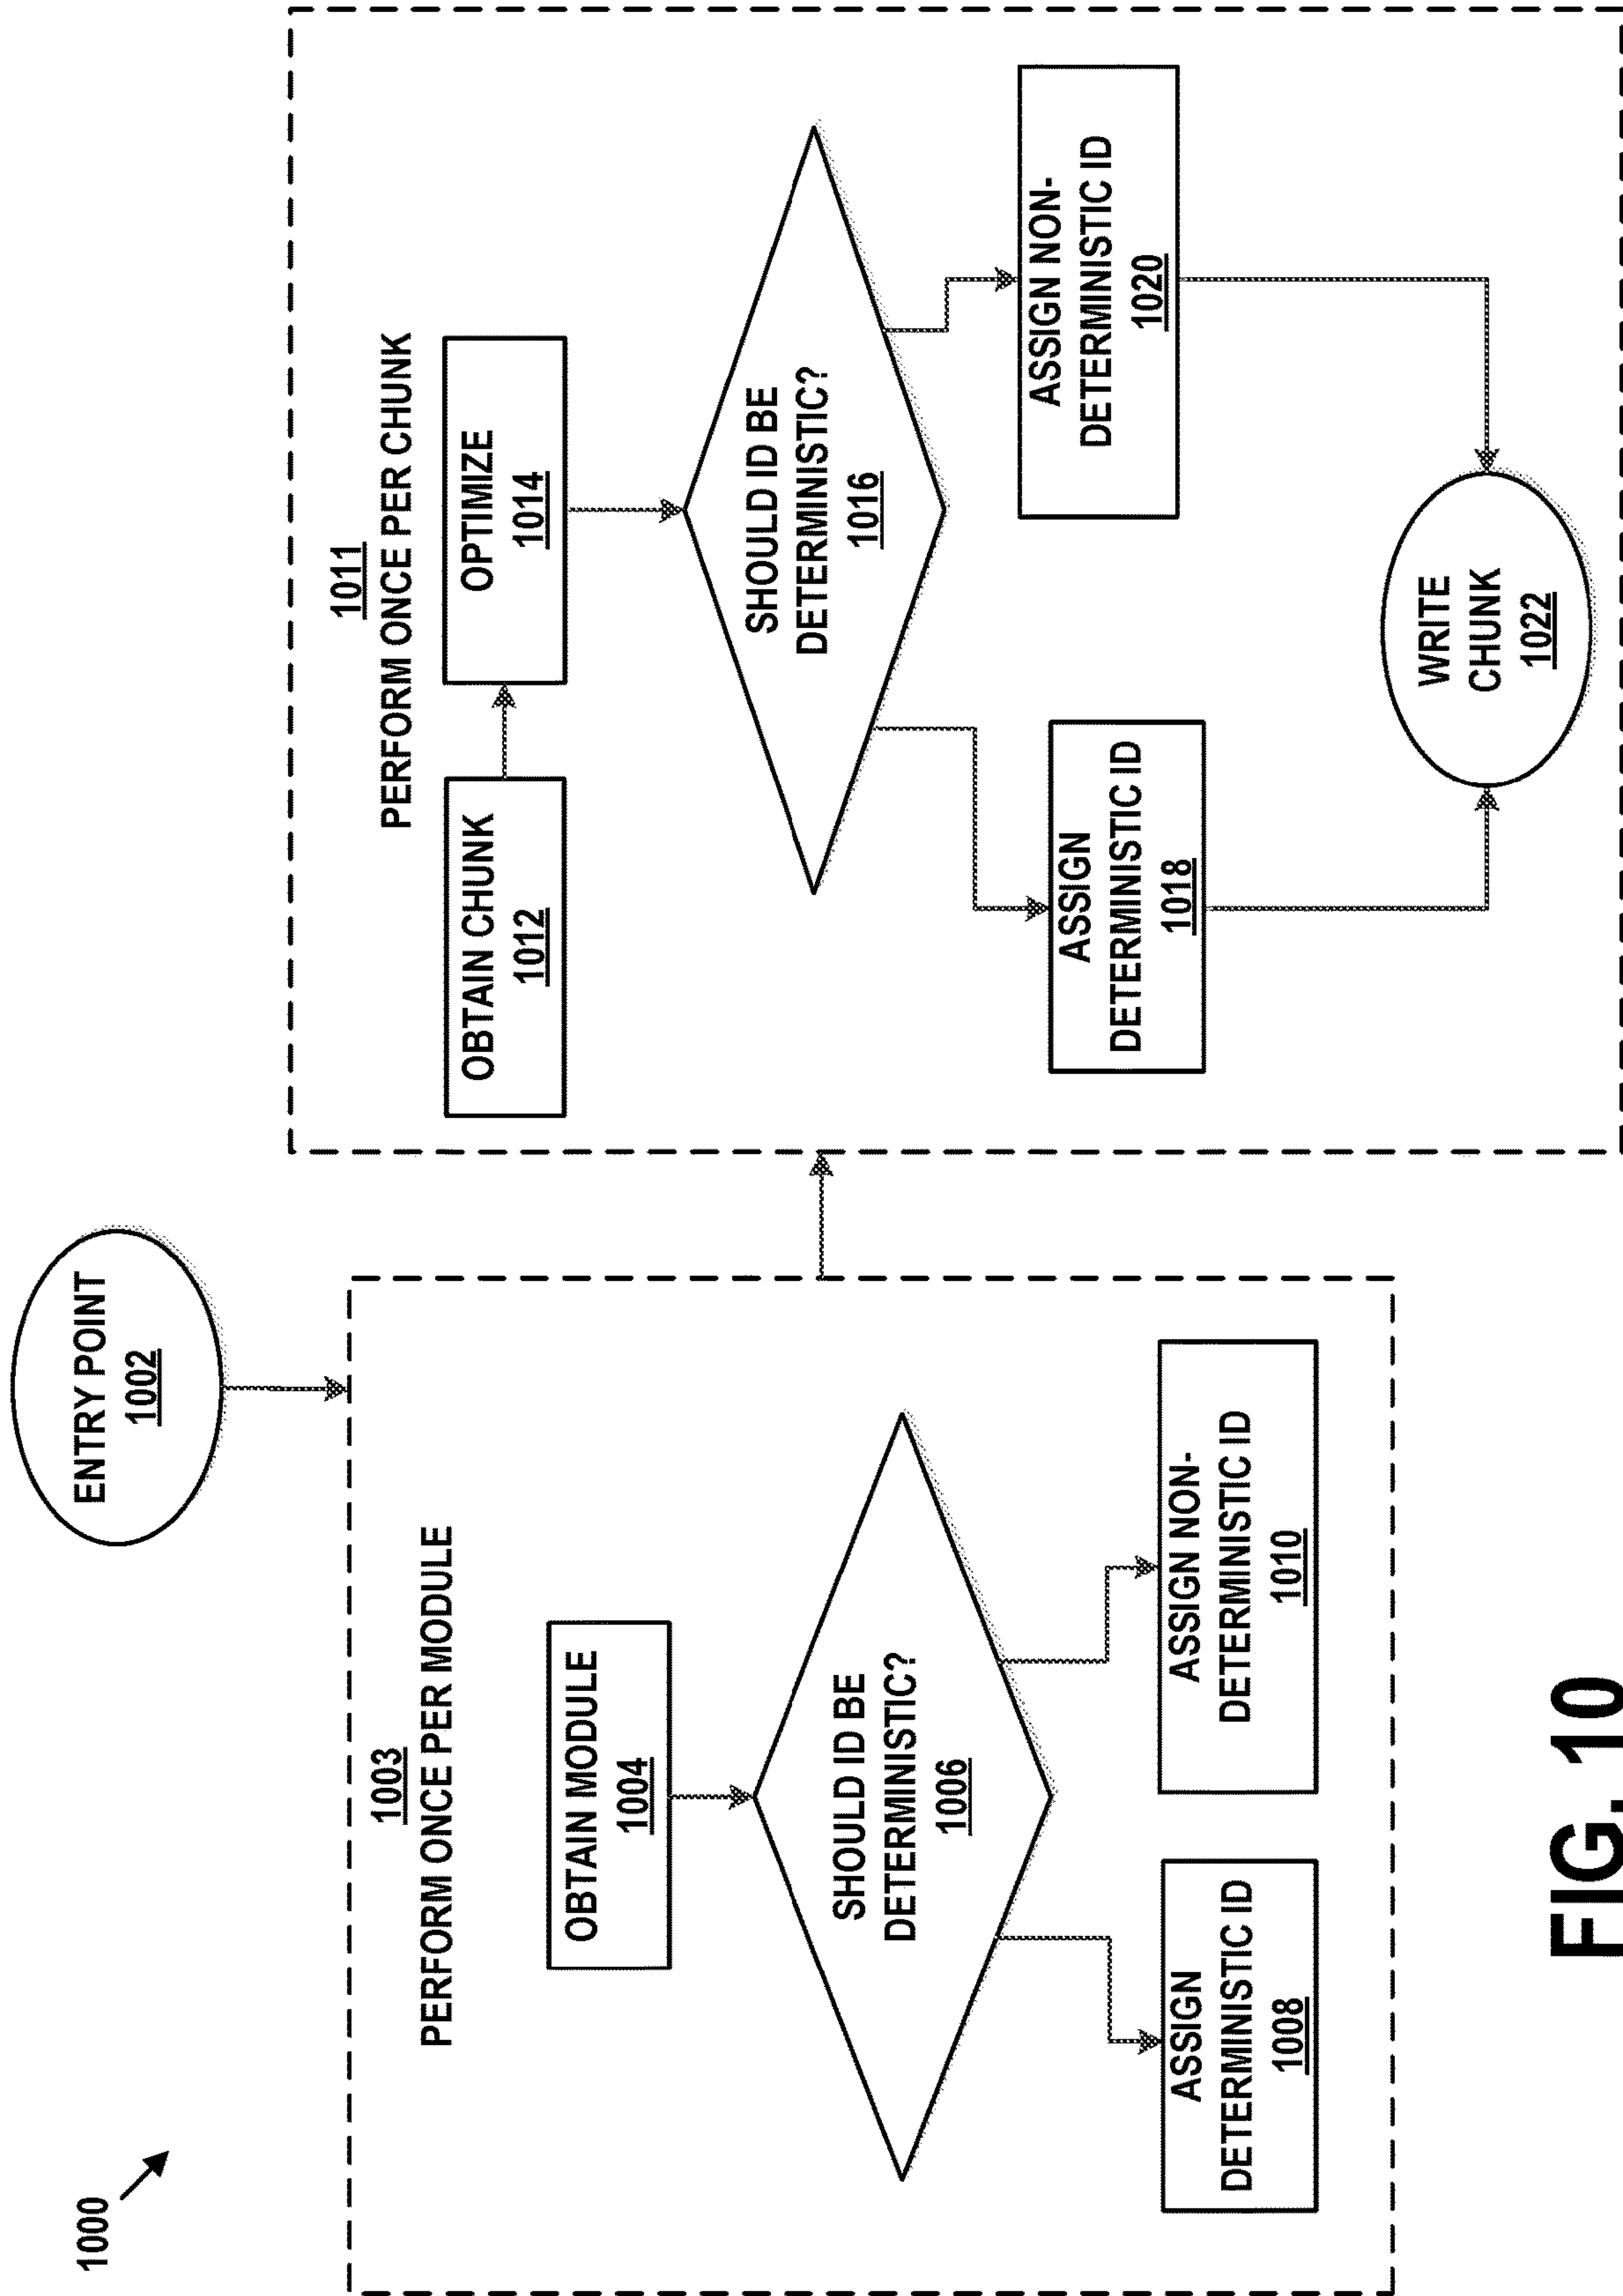 1000
ENTRY POINT
1002
1003
PERFORM ONCE PER MODULE
OBTAIN MODULE
1004
SHOULD ID BE
DETERMINISTIC?
1006
ASSIGN
DETERMINISTIC ID
1008
ASSIGN NON-
DETERMINISTIC ID
1010
1011
PERFORM ONCE PER CHUNK
OBTAIN CHUNK
1012
OPTIMIZE
1014
SHOULD ID BE
DETERMINISTIC?
1016
ASSIGN
DETERMINISTIC ID
1018
ASSIGN NON-
DETERMINISTIC ID
1020
WRITE
CHUNK
1022
FIG. 10